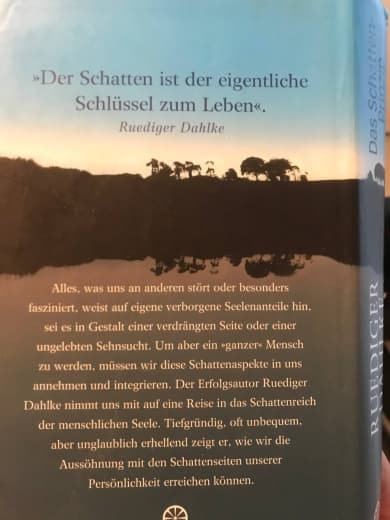 »Der Schatten ist der eigentliche
Schlüssel zum Leben«.
Ruediger Dahlke
Alles, was uns an anderen stört oder besonders
fasziniert, weist auf eigene verborgene Seelenanteile hin,
sei es in Gestalt einer verdrängten Seite oder einer
ungelebten Sehnsucht. Um aber ein »ganzer« Mensch
zu werden, müssen wir diese Schattenaspekte in uns
annehmen und integrieren. Der Erfolgsautor Ruediger
Dahlke nimmt uns mit auf eine Reise in das Schattenreich
der menschlichen Seele. Tiefgründig, oft unbequem,
aber unglaublich erhellend zeigt er, wie wir die
Aussöhnung mit den Schattenseiten unserer
Persönlichkeit erreichen können.
Das Schatten-
RUEDIGER